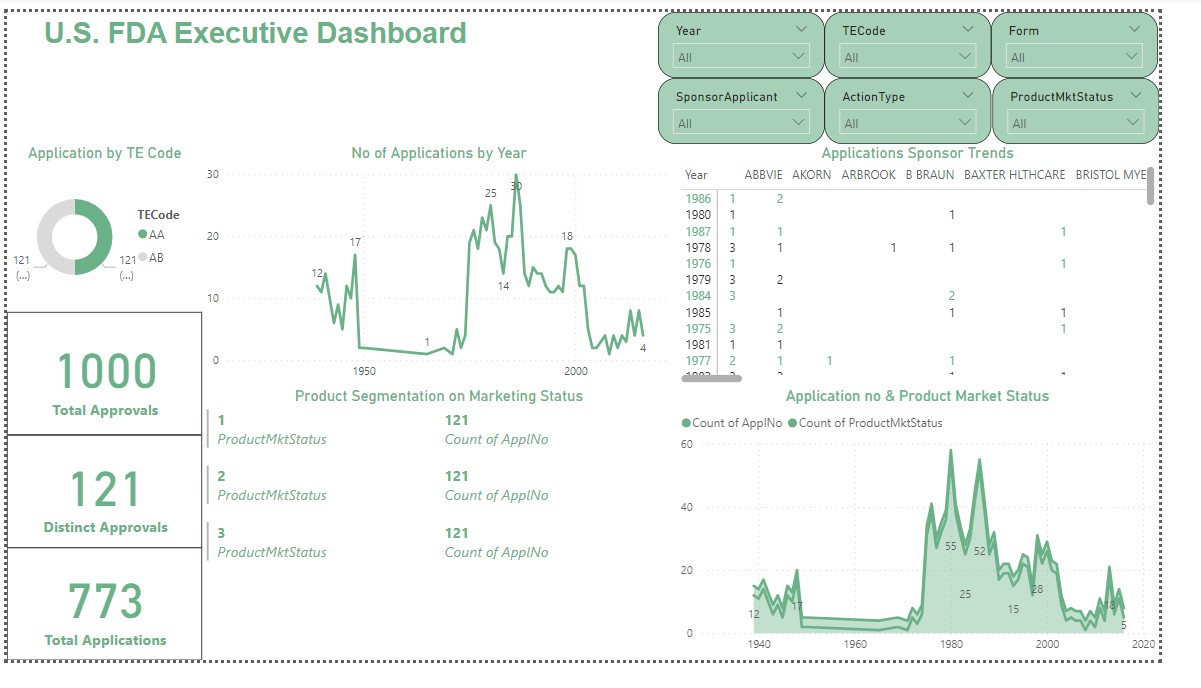 U.S. FDA Executive Dashboard
Year
All
TECode
All
Form
All
SponsorApplicant
All
ActionType
All
ProductMktStatus
All
Application by TE Code
121
(...)
121
(...)
TECode
AA
AB
1000
Total Approvals
121
Distinct Approvals
773
Total Applications
No of Applications by Year
30
20
10
0
12
17
1
25
14
30
18
4
1950
2000
Applications Sponsor Trends
Year ABBVIE AKORN ARBROOK B BRAUN BAXTER HLTHCARE BRISTOL MYE
1986 1 2
1980 1 1
1987 1 1 1
1978 3 1 1 1
1976 1 1
1979 3 2
1984 3 2
1985 1 1 1
1975 3 2 1
1981 1 1
1977 2 1 1 1
Product Segmentation on Marketing Status
1 121
ProductMktStatus Count of ApplNo
2 121
ProductMktStatus Count of ApplNo
3 121
ProductMktStatus Count of ApplNo
Application no & Product Market Status
Count of ApplNo Count of ProductMktStatus
60
40
20
0
12
17
55
25
52
15
28
18
5
1940 1960 1980 2000 2020